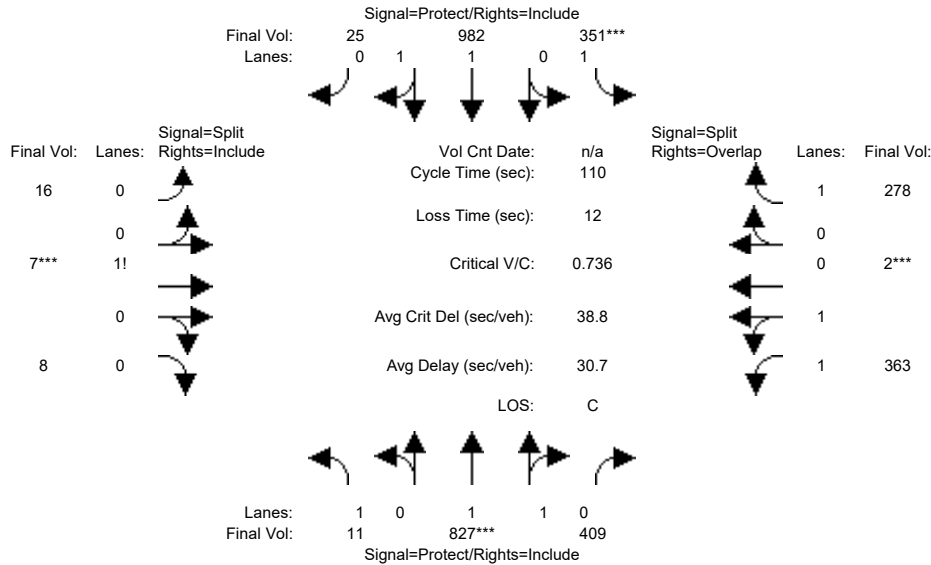 Signal=Protect/Rights=Include
Final Vol: 25 982 351***
Lanes: 0 1 1 0 1
Signal=Split Signal=Split
Final Vol: Lanes: Rights=Include Vol Cnt Date: n/a Rights=Overlap Lanes: Final Vol:
Cycle Time (sec): 110
16 0 1 278
Loss Time (sec): 12
0 0
7*** 1! Critical V/C: 0.736 0 2***
0 Avg Crit Del (sec/veh): 38.8 1
8 0 Avg Delay (sec/veh): 30.7 1 363
LOS: C
Lanes: 1 0 1 1 0
Final Vol: 11 827*** 409
Signal=Protect/Rights=Include